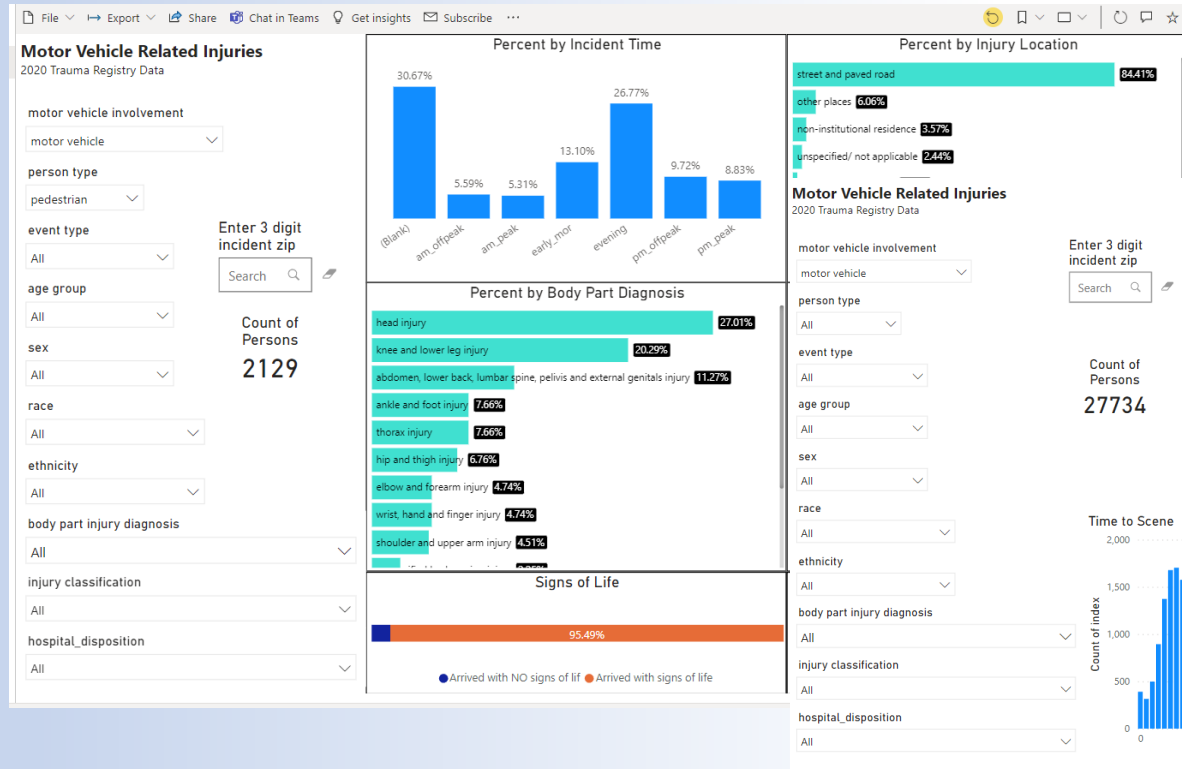 File
Export
Share
Chat in Teams
Get insights
Subscribe
...
Motor Vehicle Related Injuries
2020 Trauma Registry Data
motor vehicle involvement
motor vehicle
person type
pedestrian
event type
All
age group
All
sex
All
race
All
ethnicity
All
body part injury diagnosis
All
injury classification
All
hospital_disposition
All
Enter 3 digit
incident zip
Search
Count of
Persons
2129
Percent by Incident Time
30.67%
5.59%
5.31%
13.10%
26.77%
9.72%
8.83%
(Blank)
am_offpeak
am_peak
early_mor
evening
pm_offpeak
pm_peak
Percent by Body Part Diagnosis
head injury 27.01%
knee and lower leg injury 20.29%
abdomen, lower back, lumbar spine, pelivis and external genitals injury 11.27%
ankle and foot injury 7.66%
thorax injury 7.66%
hip and thigh injury 6.76%
elbow and forearm injury 4.74%
wrist, hand and finger injury 4.74%
shoulder and upper arm injury 4.51%
Signs of Life
95.49%
Arrived with NO signs of lif Arrived with signs of life
Percent by Injury Location
street and paved road 84.41%
other places 6.06%
non-institutional residence 3.57%
unspecified/ not applicable 2.44%
Motor Vehicle Related Injuries
2020 Trauma Registry Data
motor vehicle involvement
motor vehicle
person type
All
event type
All
age group
All
sex
All
race
All
ethnicity
All
body part injury diagnosis
All
injury classification
All
hospital_disposition
All
Enter 3 digit
incident zip
Search
Count of
Persons
27734
Time to Scene
Count of index
2,000
1,500
1,000
500
0
0